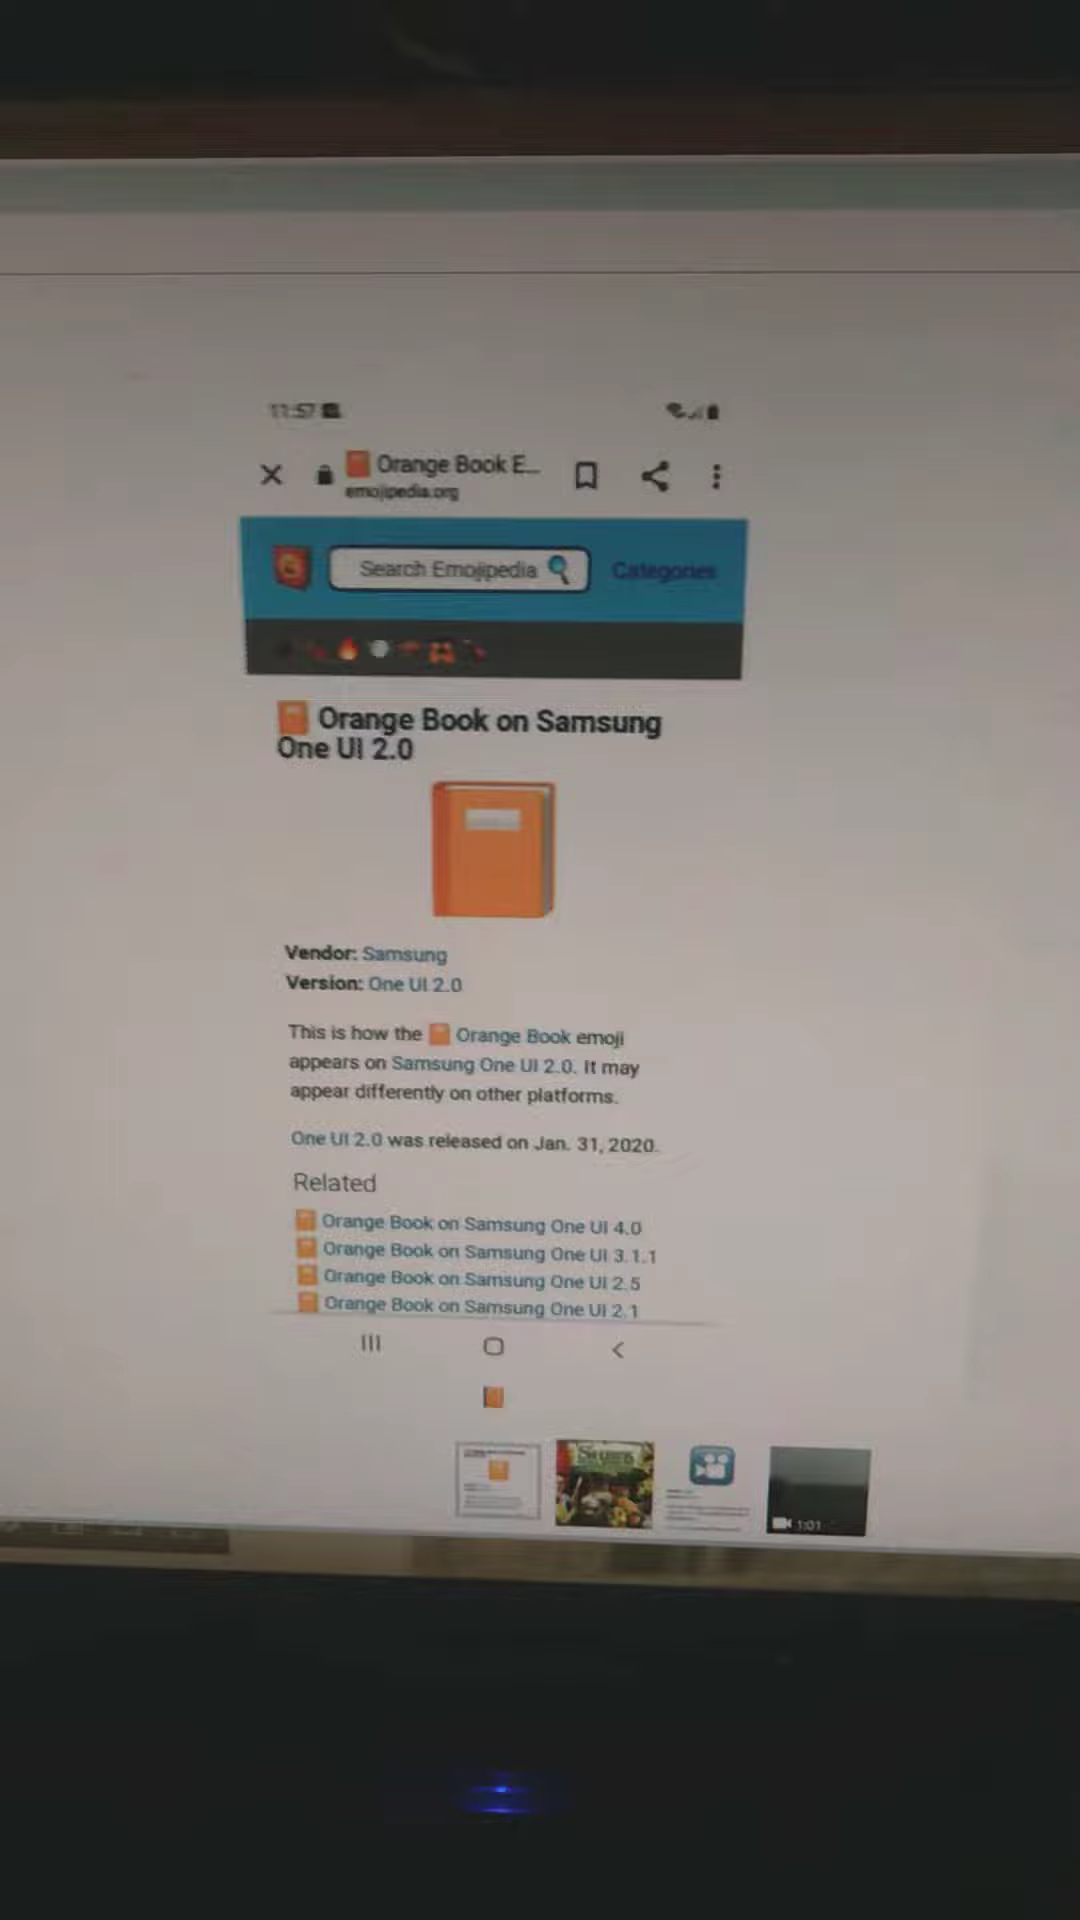 11:57
Orange Book E...
emojipedia.org
Search Emojipedia
Categories
Orange Book on Samsung
One UI 2.0
Vendor: Samsung
Version: One UI 2.0
This is how the Orange Book emoji
appears on Samsung One UI 2.0. It may
appear differently on other platforms.
One UI 2.0 was released on Jan. 31, 2020.
Related
Orange Book on Samsung One UI 4.0
Orange Book on Samsung One UI 3.1.1
Orange Book on Samsung One UI 2.5
Orange Book on Samsung One UI 2.1
1:01